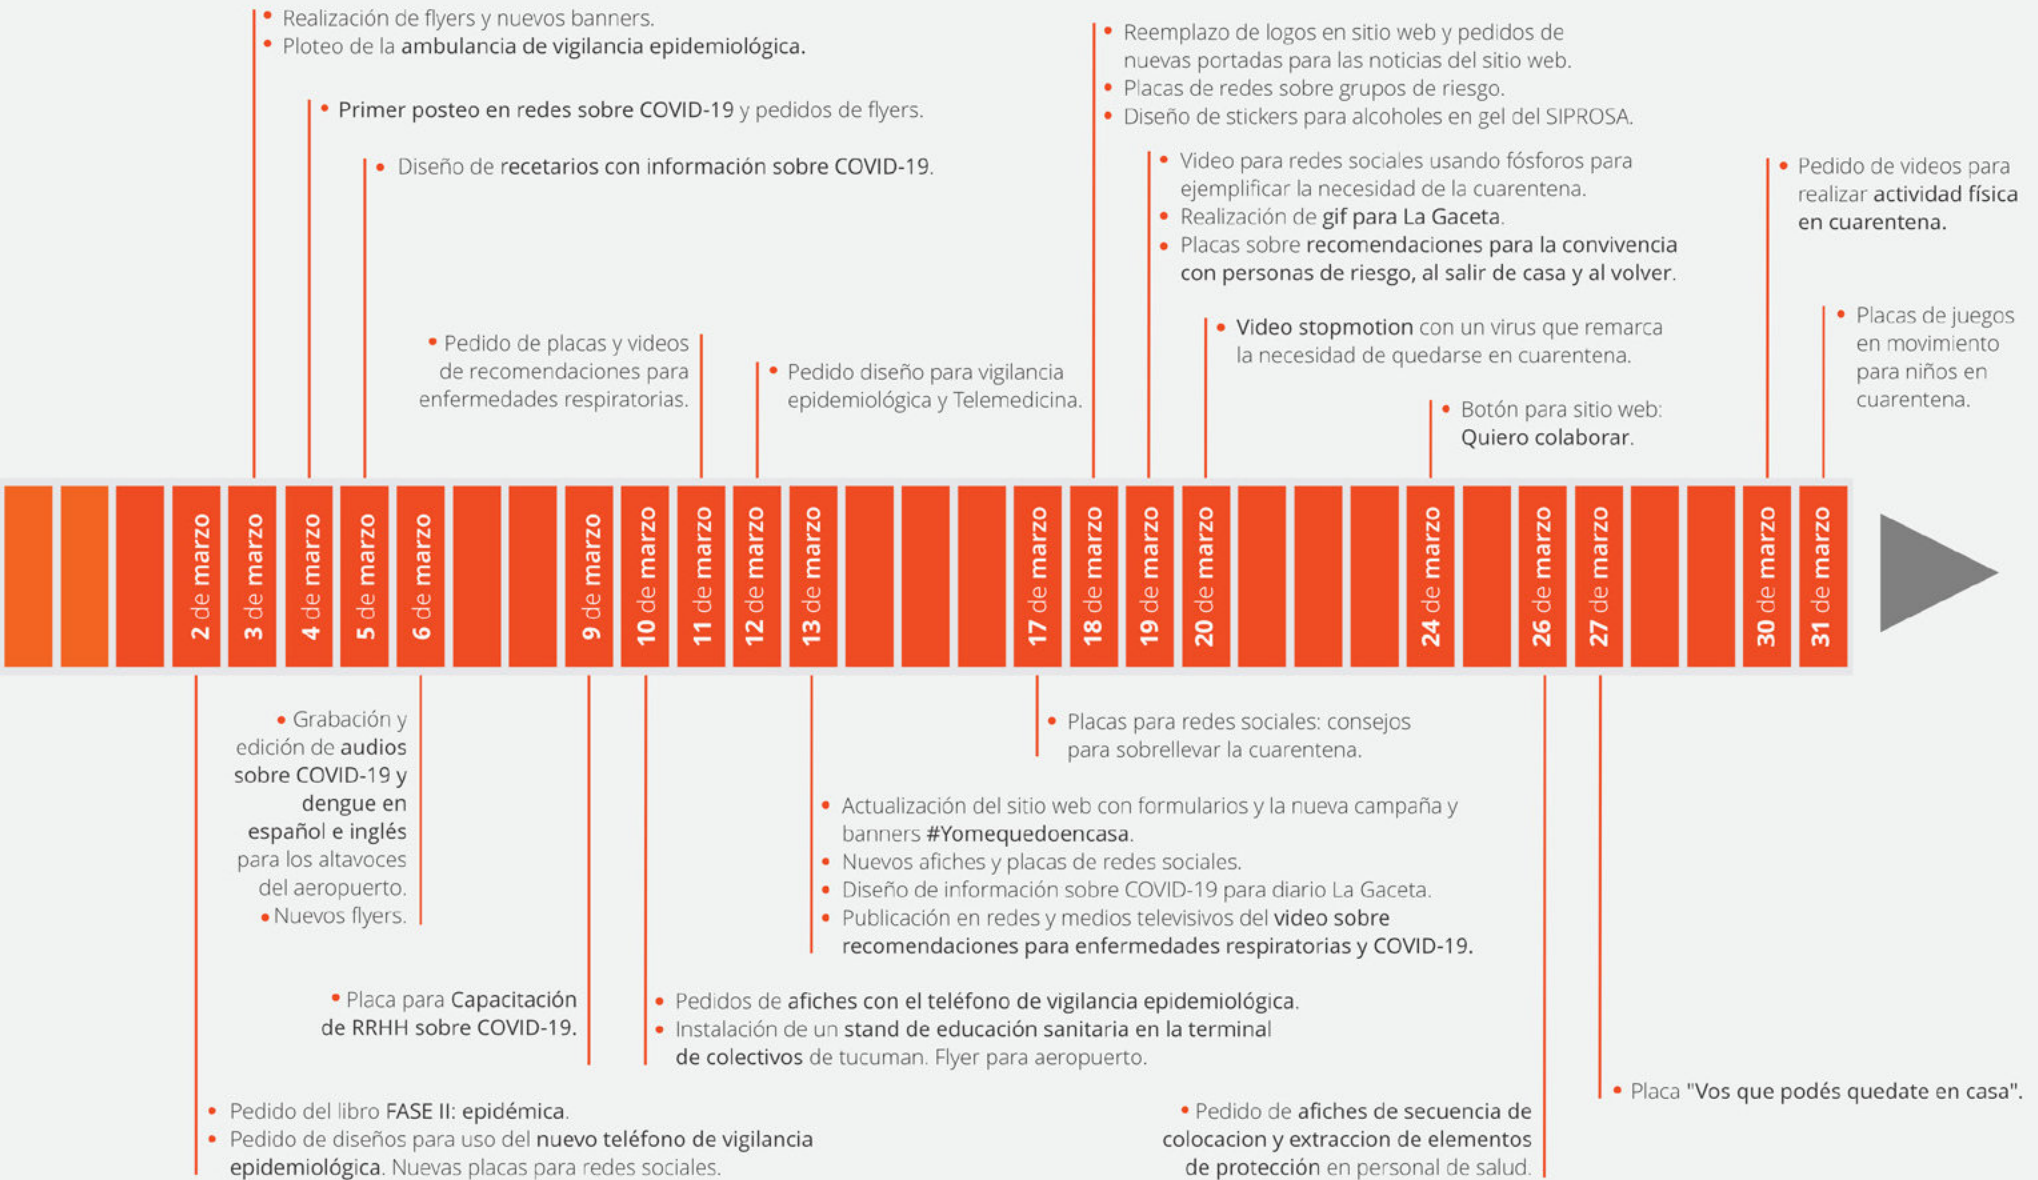 • Realización de flyers y nuevos banners.
• Ploteo de la ambulancia de vigilancia epidemiológica.
• Primer posteo en redes sobre COVID-19 y pedidos de flyers.
• Diseño de recetarios con información sobre COVID-19.
• Pedido de placas y videos
de recomendaciones para
enfermedades respiratorias.
• Pedido diseño para vigilancia
epidemiológica y Telemedicina.
• Reemplazo de logos en sitio web y pedidos de
nuevas portadas para las noticias del sitio web.
• Placas de redes sobre grupos de riesgo.
• Diseño de stickers para alcoholes en gel del SIPROSA.
• Video para redes sociales usando fósforos para
ejemplificar la necesidad de la cuarentena.
• Realización de gif para La Gaceta.
• Placas sobre recomendaciones para la convivencia
con personas de riesgo, al salir de casa y al volver.
• Video stopmotion con un virus que remarca
la necesidad de quedarse en cuarentena.
• Botón para sitio web:
Quiero colaborar.
• Pedido de videos para
realizar actividad física
en cuarentena.
• Placas de juegos
en movimiento
para niños en
cuarentena.
2 de marzo
3 de marzo
4 de marzo
5 de marzo
6 de marzo
9 de marzo
10 de marzo
11 de marzo
12 de marzo
13 de marzo
17 de marzo
18 de marzo
19 de marzo
20 de marzo
24 de marzo
26 de marzo
27 de marzo
30 de marzo
31 de marzo
• Grabación y
edición de audios
sobre COVID-19 y
dengue en
español e inglés
para los altavoces
del aeropuerto.
• Nuevos flyers.
• Placa para Capacitación
de RRHH sobre COVID-19.
• Pedido del libro FASE II: epidémica.
• Pedido de diseños para uso del nuevo teléfono de vigilancia
epidemiológica. Nuevas placas para redes sociales.
• Placas para redes sociales: consejos
para sobrellevar la cuarentena.
• Actualización del sitio web con formularios y la nueva campaña y
banners #Yomequedoencasa.
• Nuevos afiches y placas de redes sociales.
• Diseño de información sobre COVID-19 para diario La Gaceta.
• Publicación en redes y medios televisivos del video sobre
recomendaciones para enfermedades respiratorias y COVID-19.
• Pedidos de afiches con el teléfono de vigilancia epidemiológica.
• Instalación de un stand de educación sanitaria en la terminal
de colectivos de tucuman. Flyer para aeropuerto.
• Pedido de afiches de secuencia de
colocacion y extraccion de elementos
de protección en personal de salud.
• Placa "Vos que podés quedate en casa".